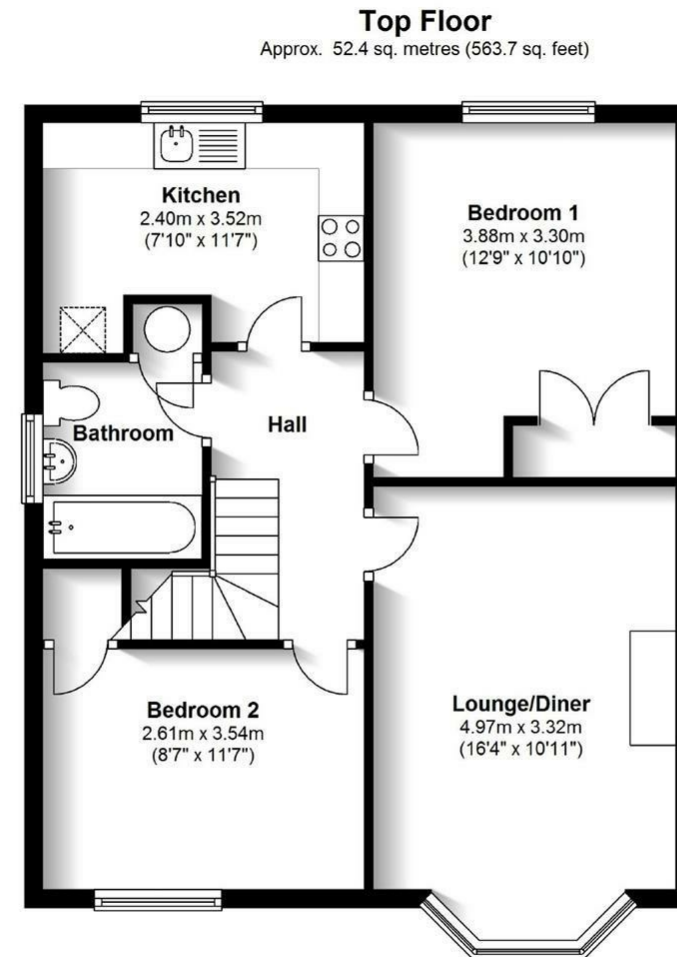 Top Floor
Approx. 52.4 sq. metres (563.7 sq. feet)
Kitchen
2.40m x 3.52m
(7'10" x 11'7")
Bedroom 1
3.88m x 3.30m
(12'9" x 10'10")
Bathroom
Hall
Bedroom 2
2.61m x 3.54m
(8'7" x 11'7")
Lounge/Diner
4.97m x 3.32m
(16'4" x 10'11")